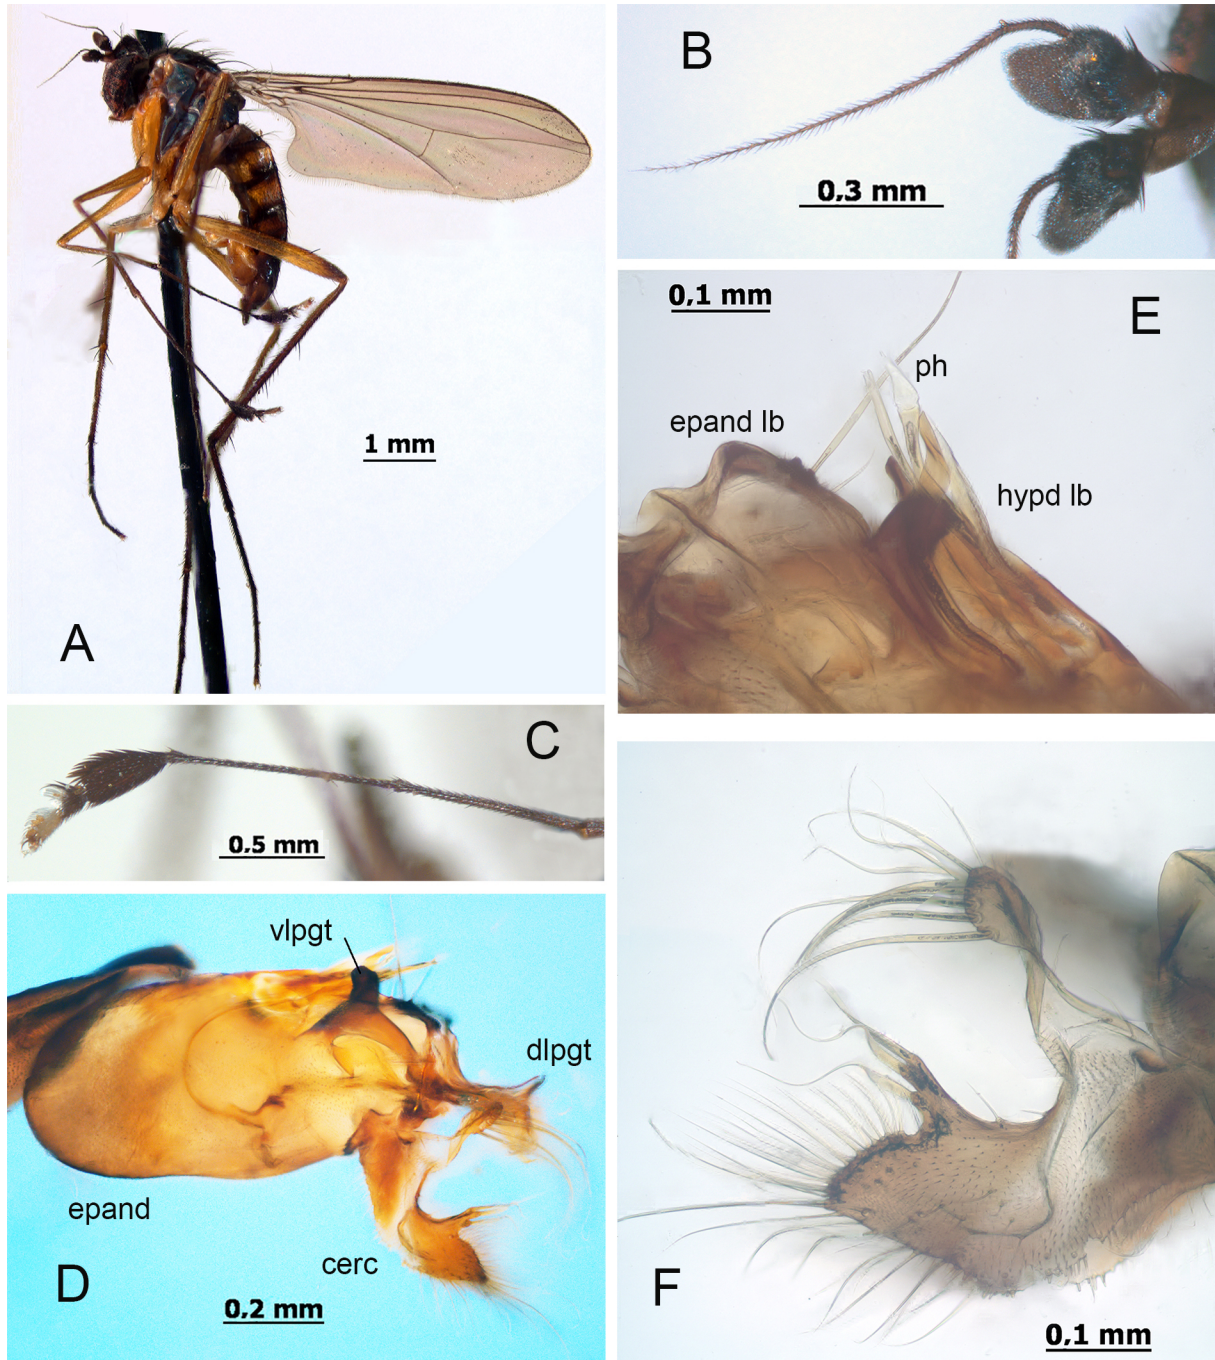 A
1 mm
B
0.3 mm
0,1 mm
E
ph
epand lb
hypd lb
C
0.5 mm
vlpgt
dlpgt
epand
cerc
D
0.2 mm
F
0.1 mm